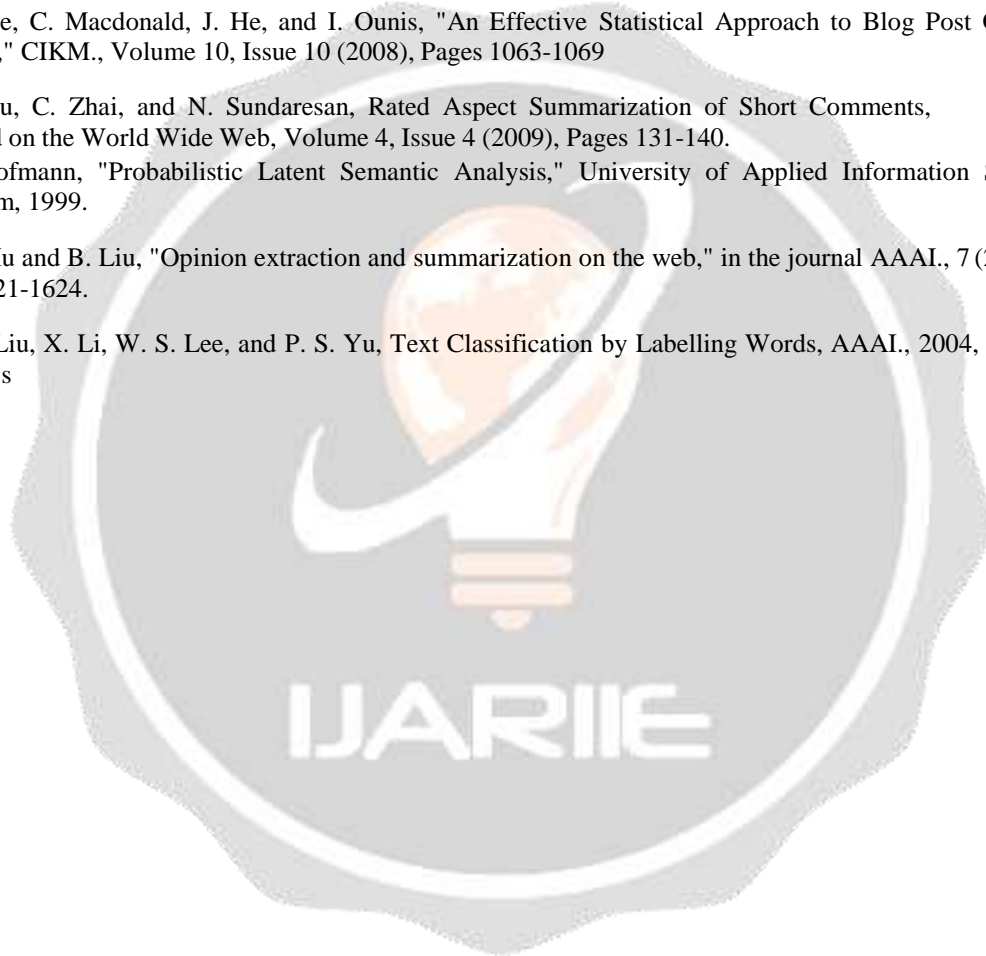 e, C. Macdonald, J. He, and I. Ounis, "An Effective Statistical Approach to Blog Post
," CIKM., Volume 10, Issue 10 (2008), Pages 1063-1069
u, C. Zhai, and N. Sundaresan, Rated Aspect Summarization of Short Comments,
on the World Wide Web, Volume 4, Issue 4 (2009), Pages 131-140.
ofmann, "Probabilistic Latent Semantic Analysis," University of Applied Information
m, 1999.
u and B. Liu, "Opinion extraction and summarization on the web," in the journal AAAI., 7
21-1624.
Liu, X. Li, W. S. Lee, and P. S. Yu, Text Classification by Labelling Words, AAAI., 2004,
s
IJARIIE